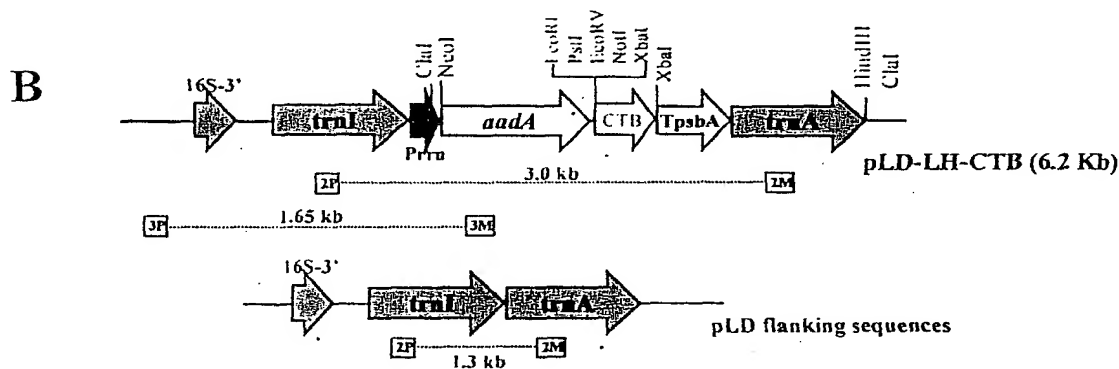 B
16S-3'
trnI
Prrn
ClaI
NcoI
aadA
EcoRI
PstI
EcoRV
NotI
XbaI
CTB
XbaI
TpsbA
trnA
HindIII
ClaI
pLD-LH-CTB (6.2 Kb)
2P 3.0 kb 2M
3P 1.65 kb 3M
16S-3'
trnI
trnA
pLD flanking sequences
2P 1.3 kb 2M